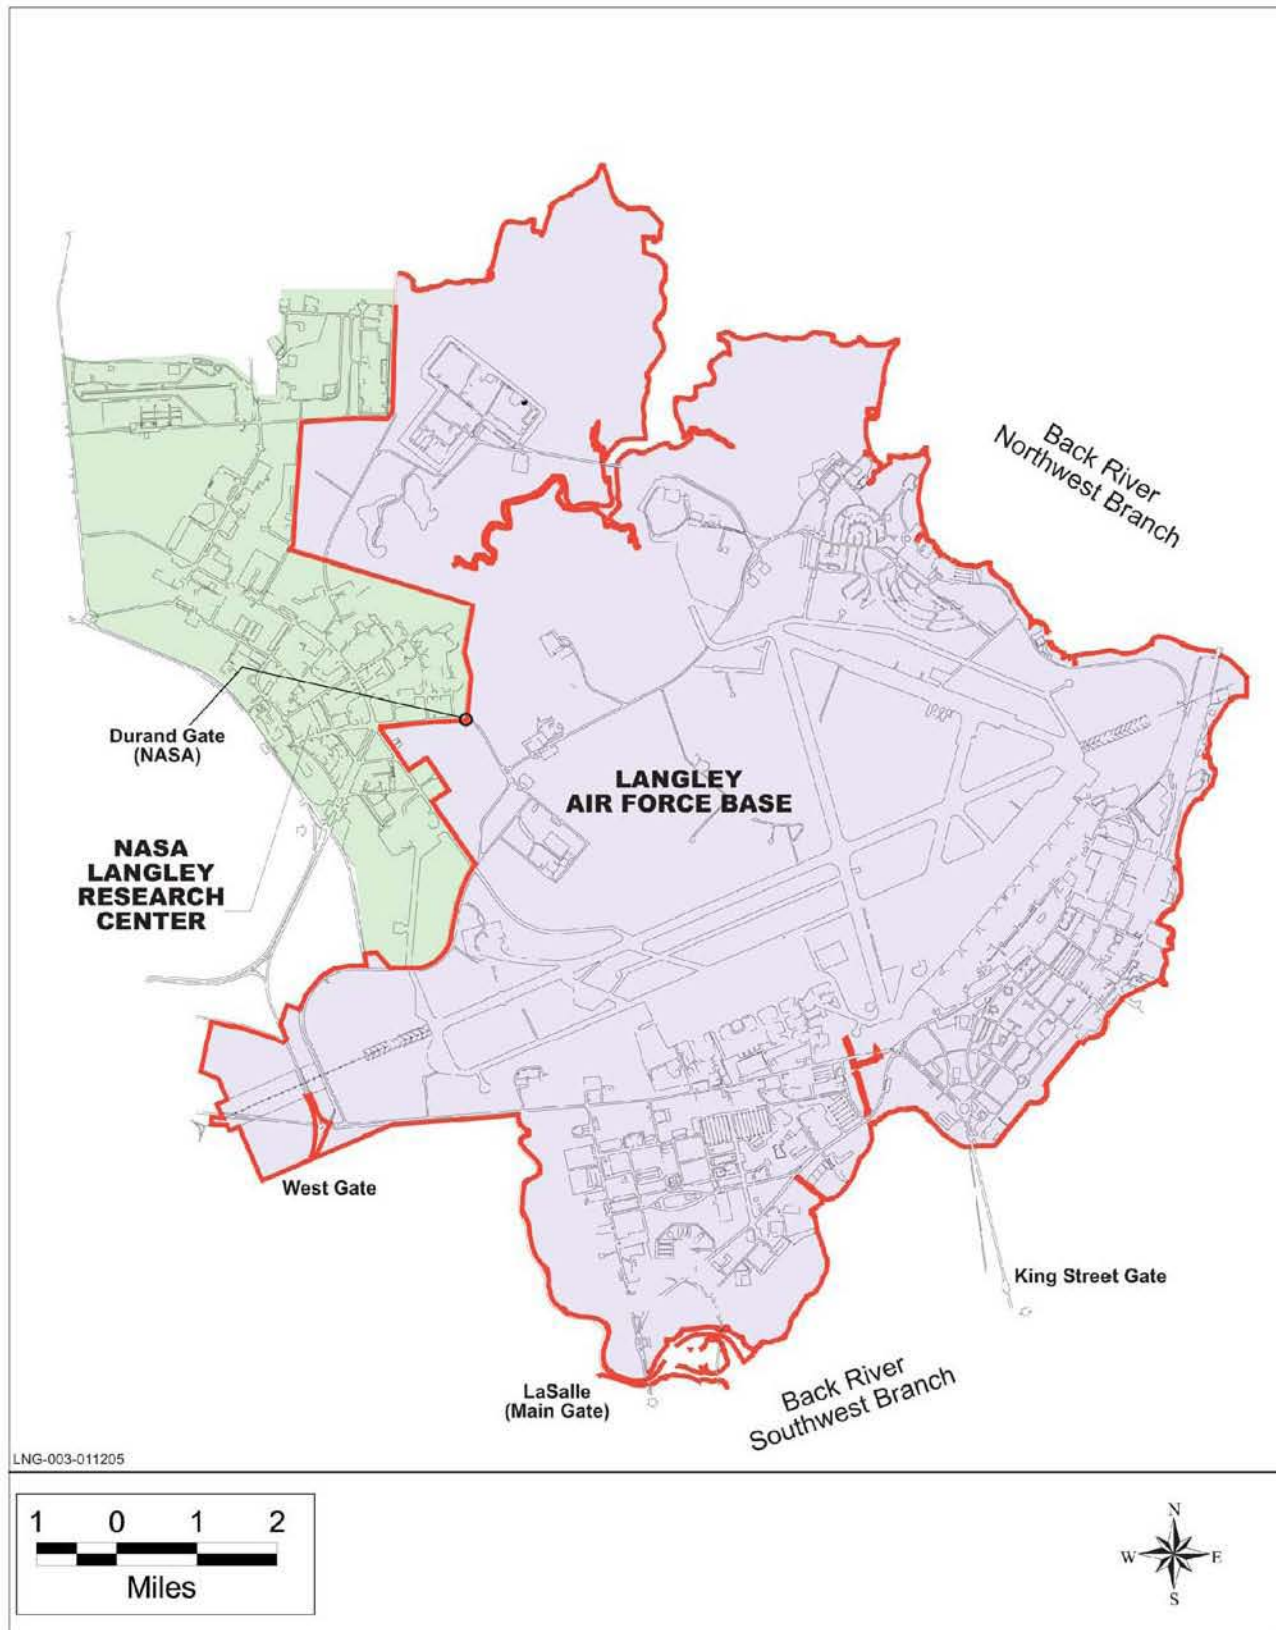 Back River
Northwest Branch
Durand Gate
(NASA)
LANGLEY
AIR FORCE BASE
NASA
LANGLEY
RESEARCH
CENTER
West Gate
King Street Gate
LaSalle
(Main Gate)
Back River
Southwest Branch
LNG-003-011205
1 0 1 2
Miles
N
W E
S